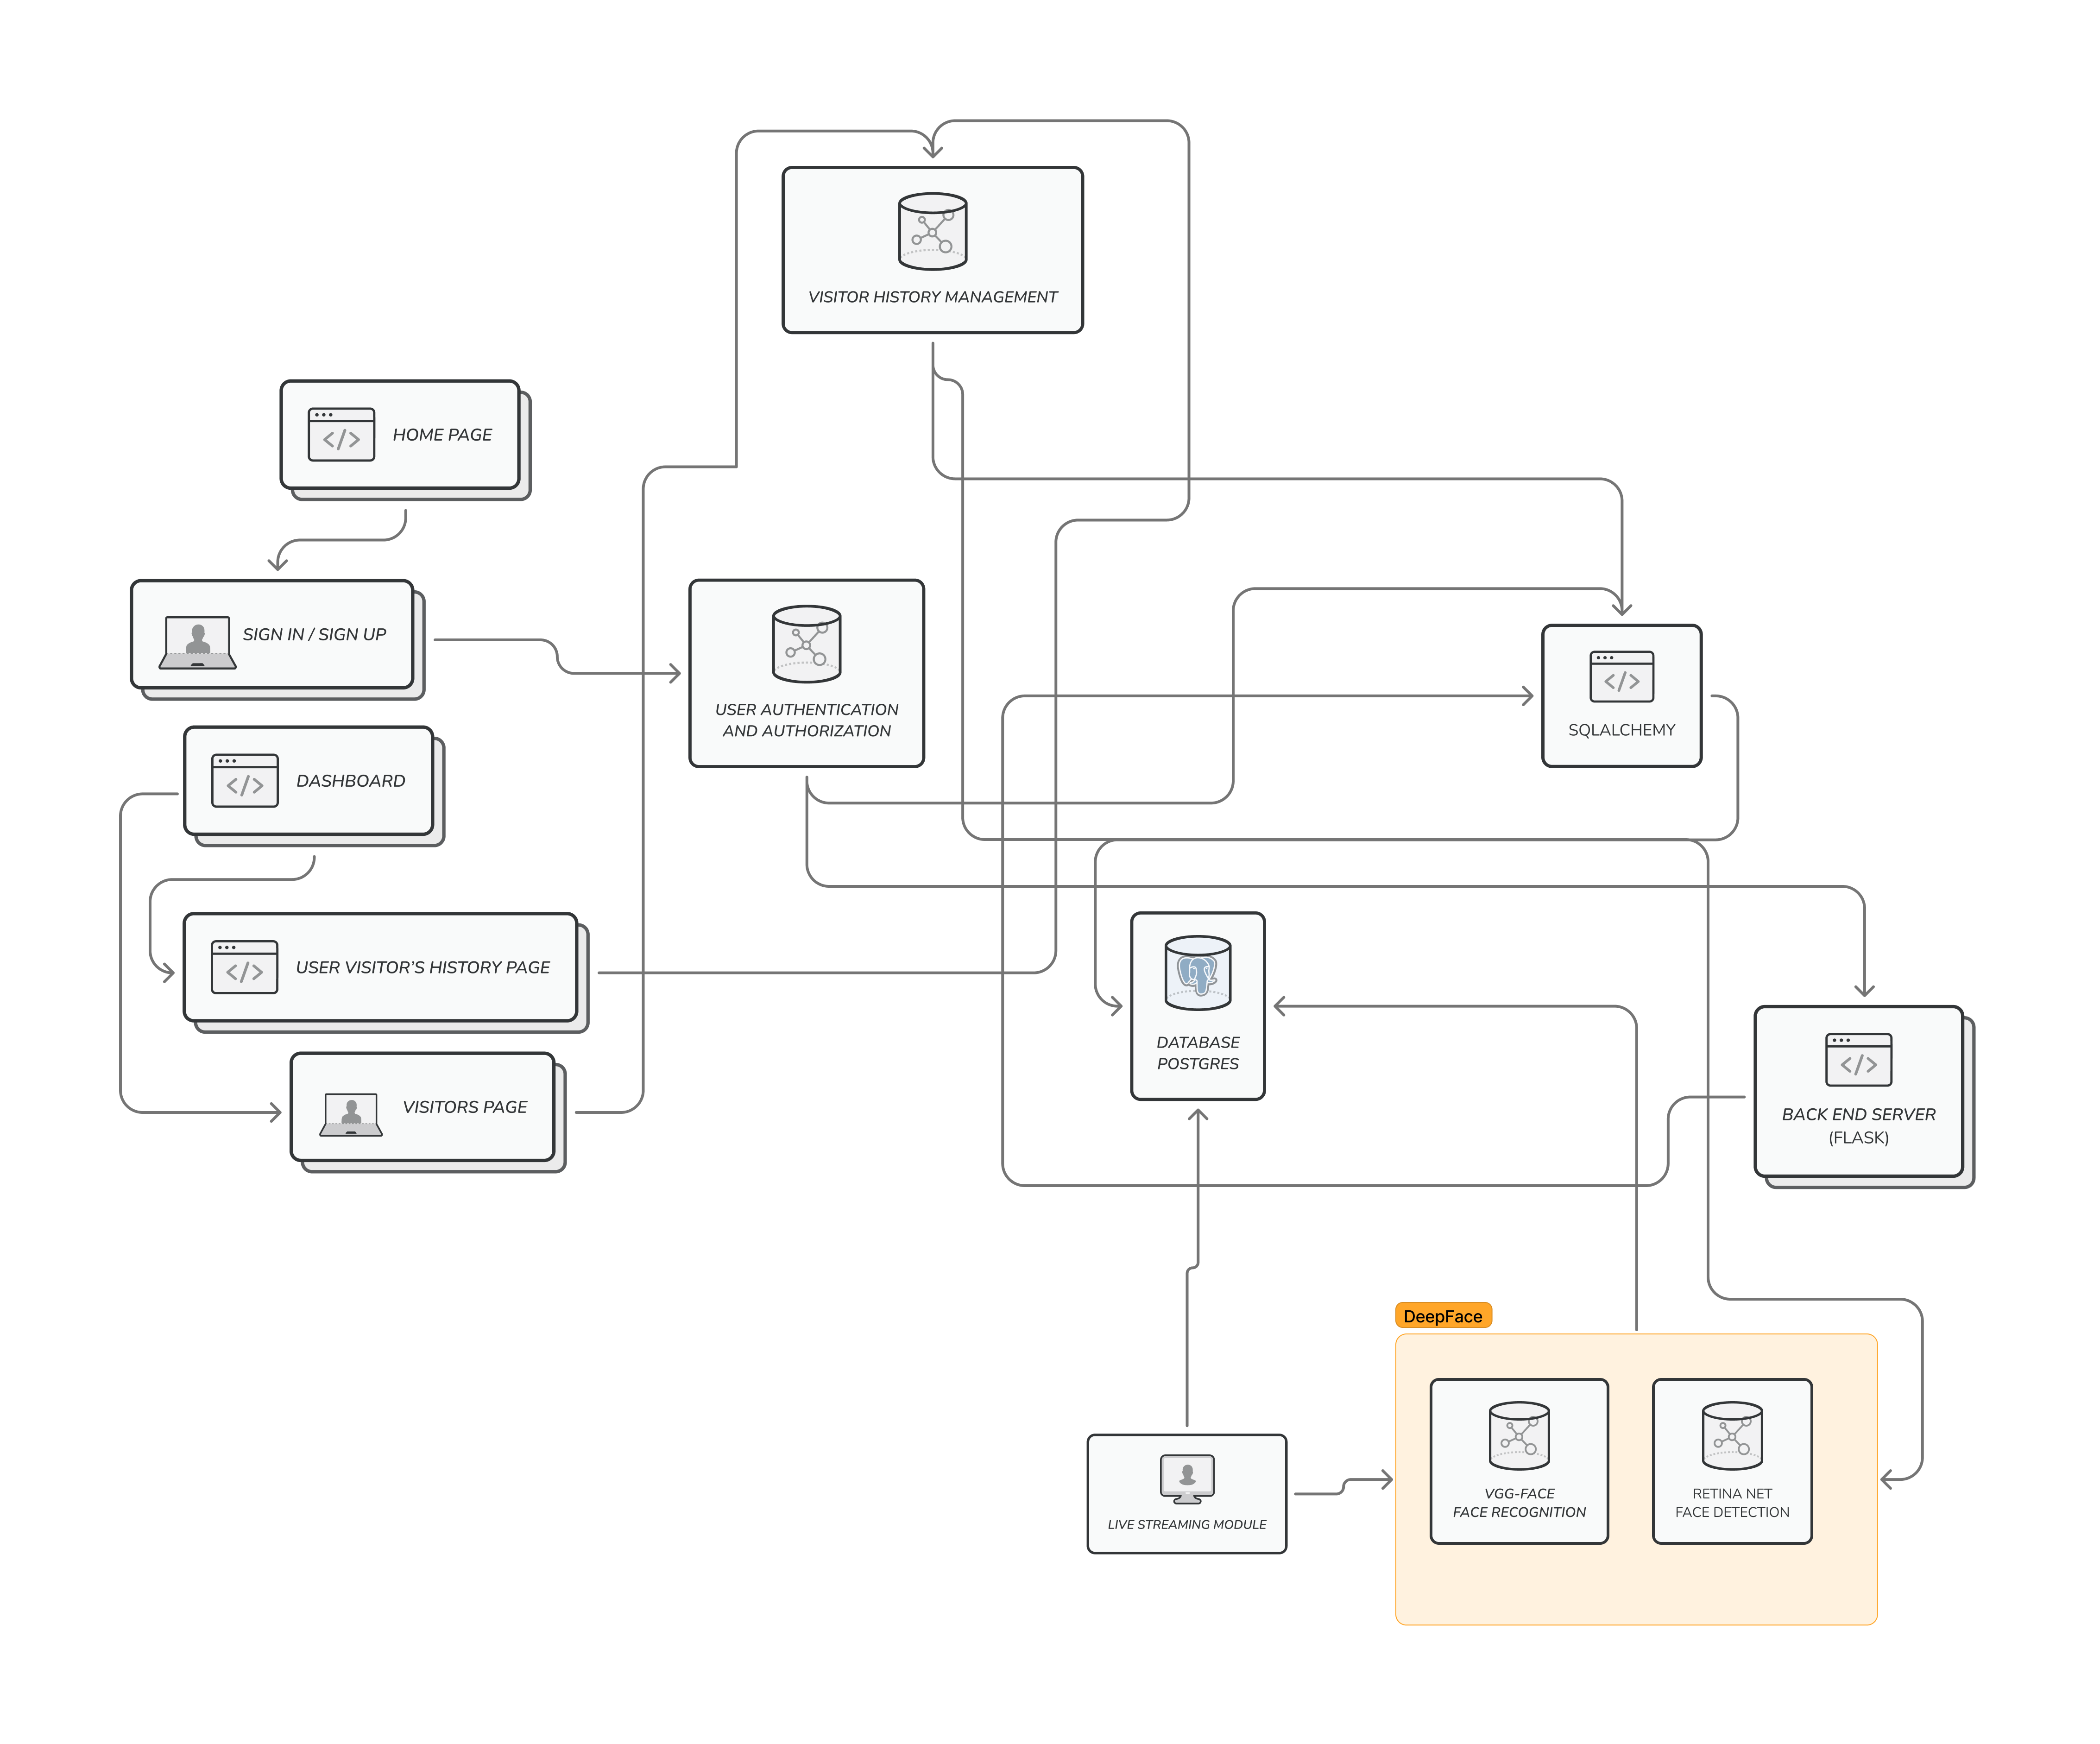 VISITOR HISTORY MANAGEMENT
HOME PAGE
SIGN IN / SIGN UP
USER AUTHENTICATION
AND AUTHORIZATION
SQLALCHEMY
DASHBOARD
USER VISITOR’S HISTORY PAGE
DATABASE
POSTGRES
VISITORS PAGE
BACK END SERVER
(FLASK)
DeepFace
VGG-FACE
FACE RECOGNITION
RETINA NET
FACE DETECTION
LIVE STREAMING MODULE